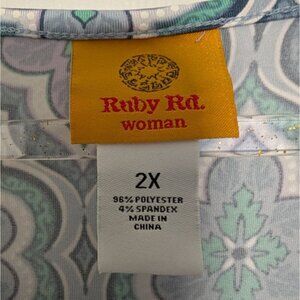 Ruby Rd.
woman
2X
96% POLYESTER
4% SPANDEX
MADE IN
CHINA